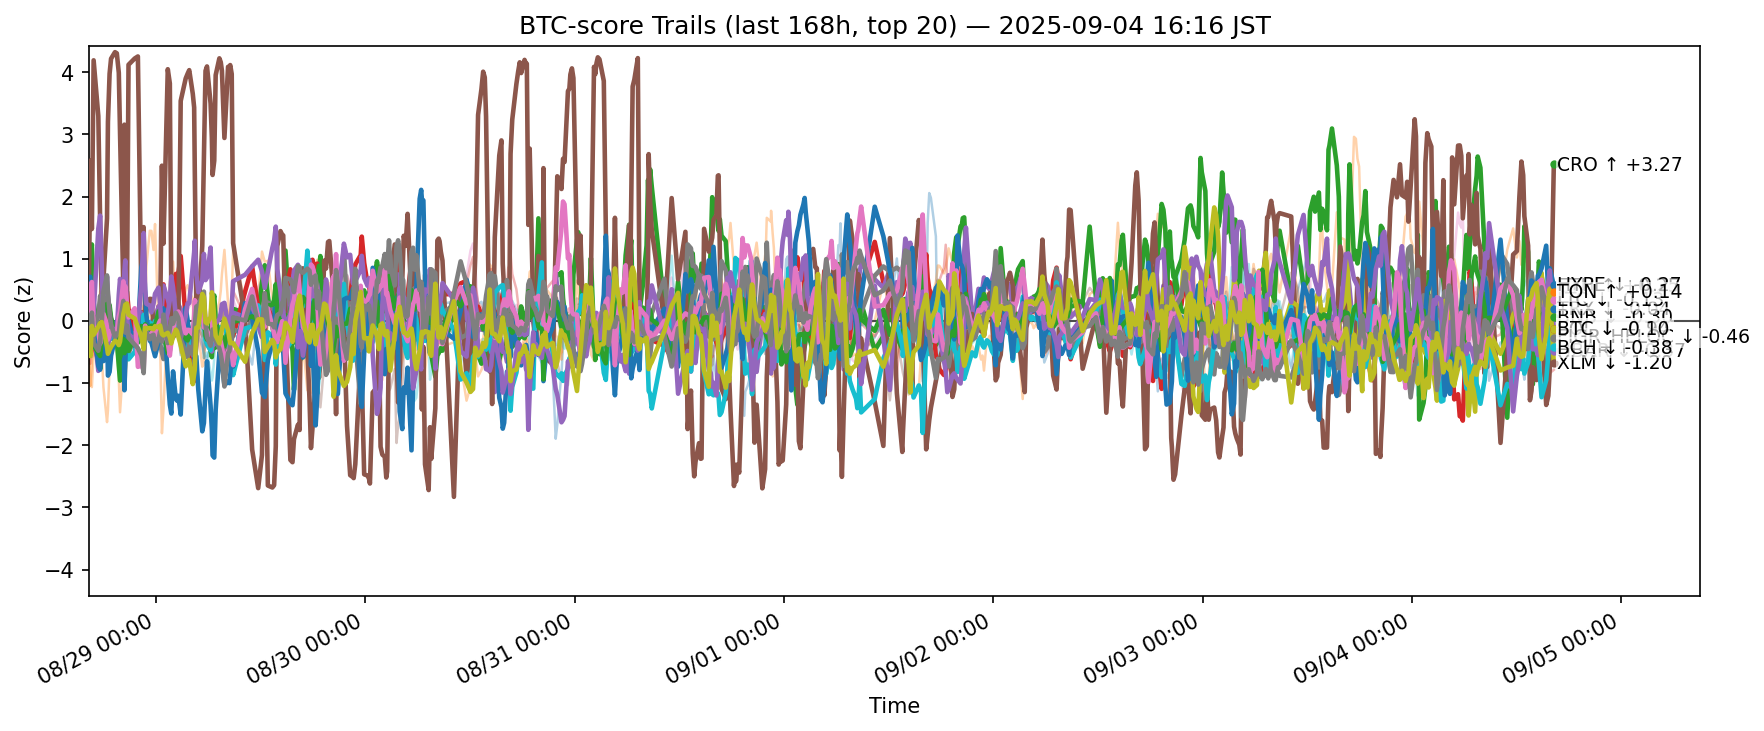 BTC-score Trails (last 168h, top 20) — 2025-09-04 16:16 JST
Score (z)
4
3
2
1
0
−1
−2
−3
−4
CRO ↑ +3.27
TON ↑ +0.14
BTC ↓ -0.10
↓ -0.46
BCH ↓ -0.38
XLM ↓ -1.20
08/29 00:00
08/30 00:00
08/31 00:00
09/01 00:00
09/02 00:00
09/03 00:00
09/04 00:00
09/05 00:00
Time